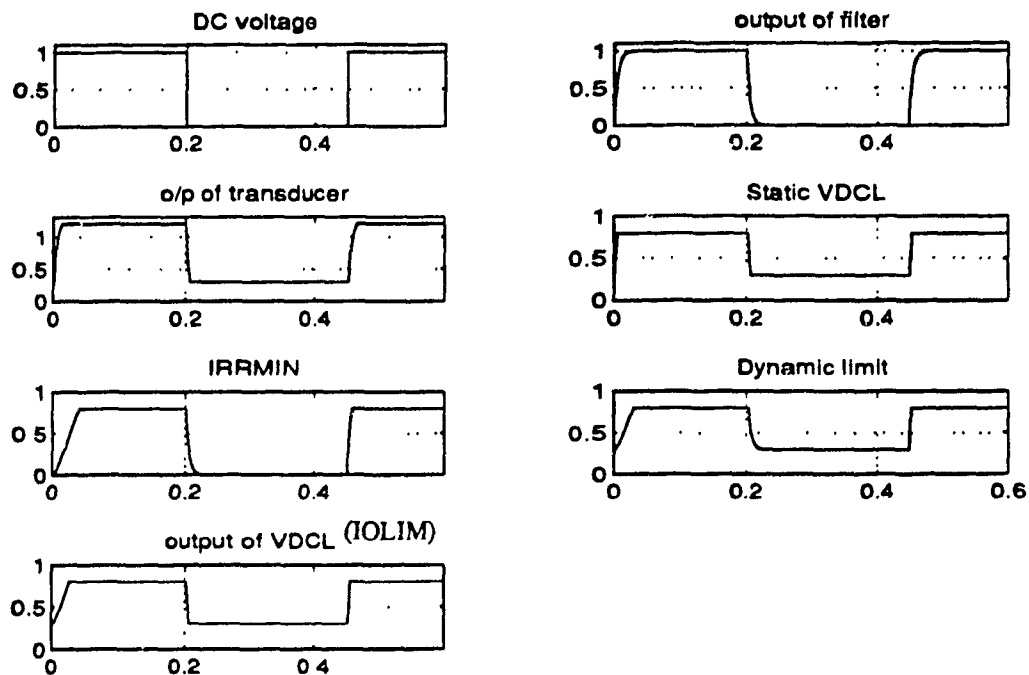 DC voltage
1
0.5
0
0 0.2 0.4
output of filter
1
0.5
0
0 0.2 0.4 0.6
o/p of transducer
1
0.5
0
0 0.2 0.4
Static VDCL
1
0.5
0
0 0.2 0.4 0.6
IRRMIN
1
0 5
0
0 0.2 0.4
Dynamic limit
1
0.5
0
0 0.2 0.4 0.6
output of VDCL (IOLIM)
1
0.5
0
0 0.2 0 4